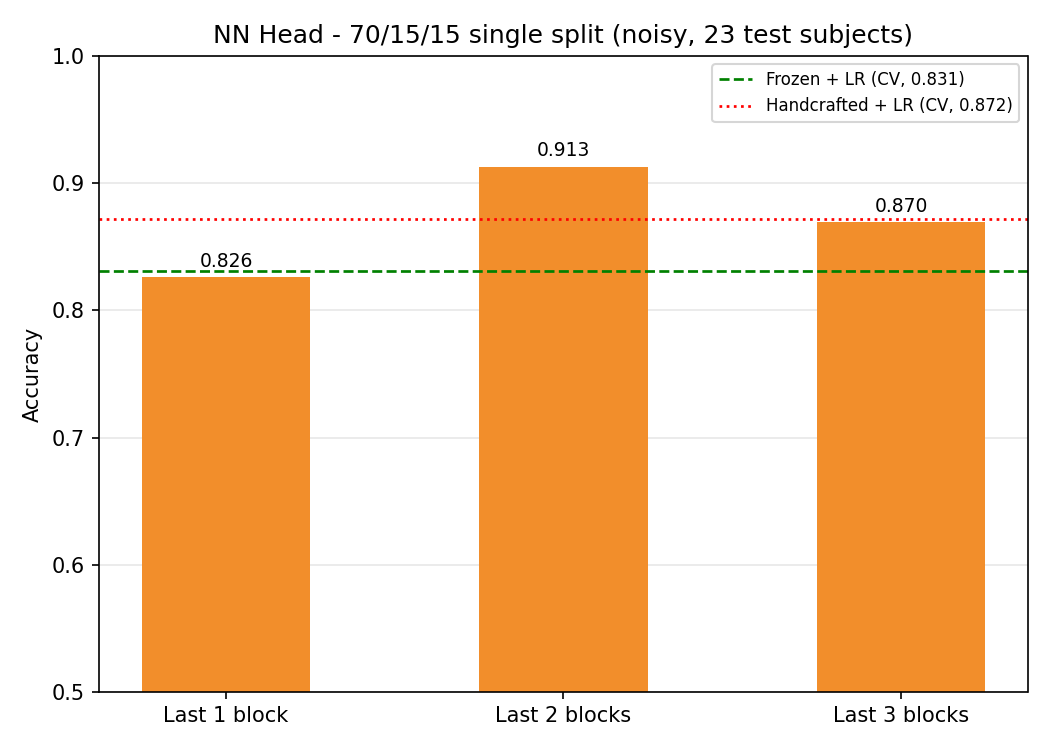 NN Head - 70/15/15 single split (noisy, 23 test subjects)
Frozen + LR (CV, 0.831)
Handcrafted + LR (CV, 0.872)
Accuracy
1.0
0.9
0.8
0.7
0.6
0.5
0.826
0.913
0.870
Last 1 block
Last 2 blocks
Last 3 blocks